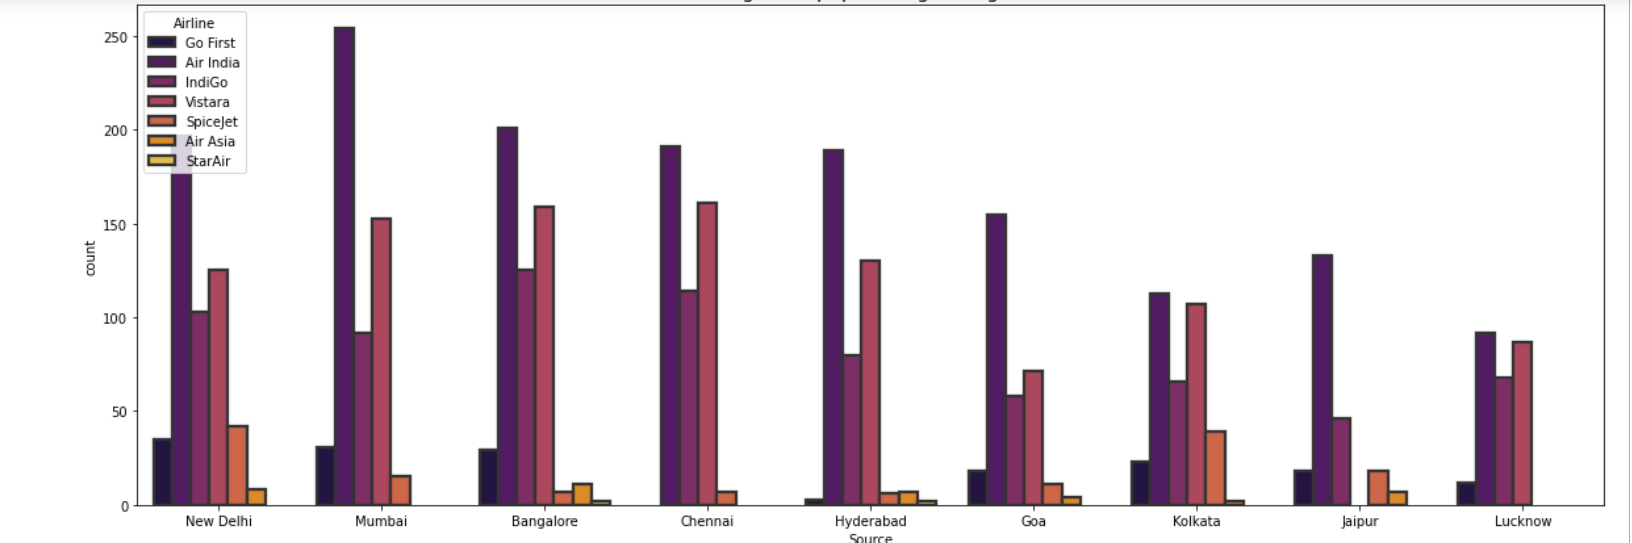 Airline
Go First
Air India
IndiGo
Vistara
SpiceJet
Air Asia
StarAir
250
200
150
100
50
0
count
New Delhi Mumbai Bangalore Chennai Hyderabad Goa Kolkata Jaipur Lucknow
Source